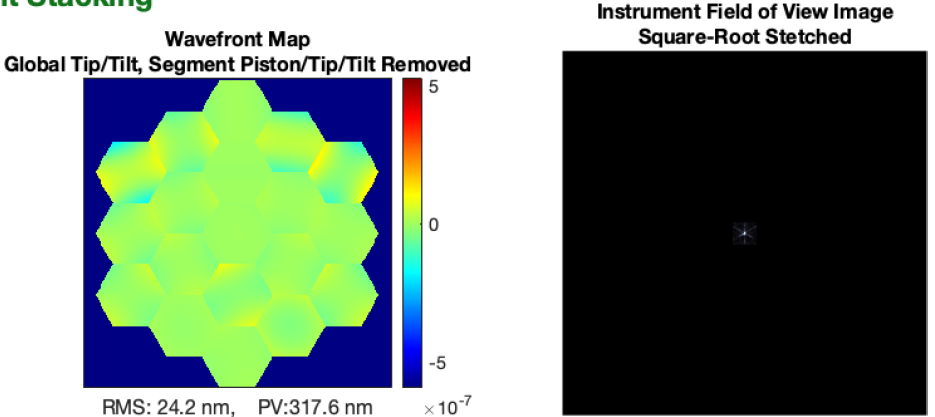 Stacking
Wavefront Map
Global Tip/Tilt, Segment Piston/Tip/Tilt Removed
5
0
-5
×10-7
RMS: 24.2 nm, PV:317.6 nm
Instrument Field of View Image
Square-Root Stetched